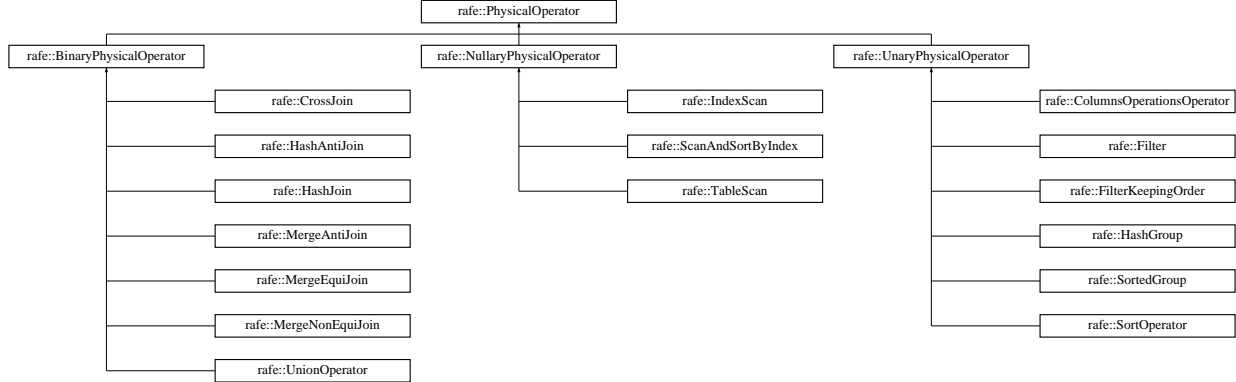 rafe::PhysicalOperator
rafe::BinaryPhysicalOperator
rafe::NullaryPhysicalOperator
rafe::UnaryPhysicalOperator
rafe::CrossJoin
rafe::IndexScan
rafe::ColumnsOperationsOperator
rafe::HashAntiJoin
rafe::ScanAndSortByIndex
rafe::Filter
rafe::HashJoin
rafe::TableScan
rafe::FilterKeepingOrder
rafe::MergeAntiJoin
rafe::HashGroup
rafe::MergeEquiJoin
rafe::SortedGroup
rafe::MergeNonEquiJoin
rafe::SortOperator
rafe::UnionOperator